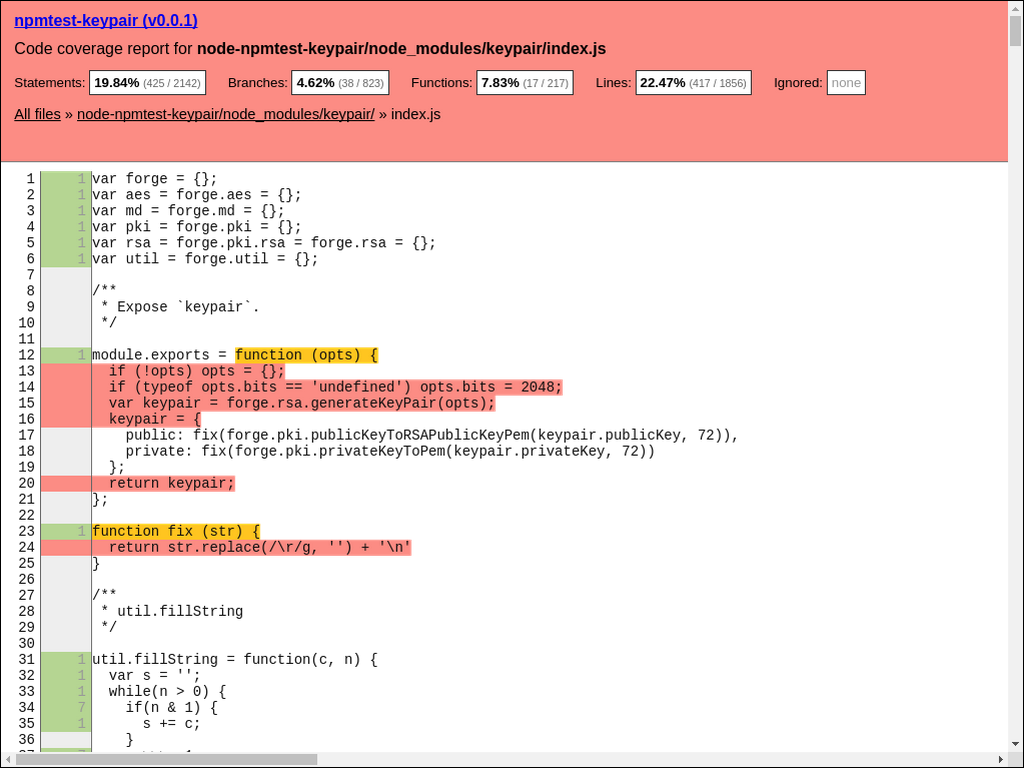 npmtest-keypair (v0.0.1)
Code coverage report for node-npmtest-keypair/node_modules/keypair/index.js
Statements: 19.84% (425 / 2142) Branches: 4.62% (38 / 823) Functions: 7.83% (17 / 217) Lines: 22.47% (417 / 1856) Ignored: none
All files » node-npmtest-keypair/node_modules/keypair/ » index.js
1 1 var forge = {};
2 1 var aes = forge.aes = {};
3 1 var md = forge.md = {};
4 1 var pki = forge.pki = {};
5 1 var rsa = forge.pki.rsa = forge.rsa = {};
6 1 var util = forge.util = {};
7
8 /**
9  * Expose `keypair`.
10  */
11
12 1 module.exports = function (opts) {
13   if (!opts) opts = {};
14   if (typeof opts.bits == 'undefined') opts.bits = 2048;
15   var keypair = forge.rsa.generateKeyPair(opts);
16   keypair = {
17     public: fix(forge.pki.publicKeyToRSAPublicKeyPem(keypair.publicKey, 72)),
18     private: fix(forge.pki.privateKeyToPem(keypair.privateKey, 72))
19   };
20   return keypair;
21 };
22
23 1 function fix (str) {
24   return str.replace(/\r/g, '') + '\n'
25 }
26
27 /**
28  * util.fillString
29  */
30
31 1 util.fillString = function(c, n) {
32 1   var s = '';
33 1   while(n > 0) {
34 7     if(n & 1) {
35 1       s += c;
36     }